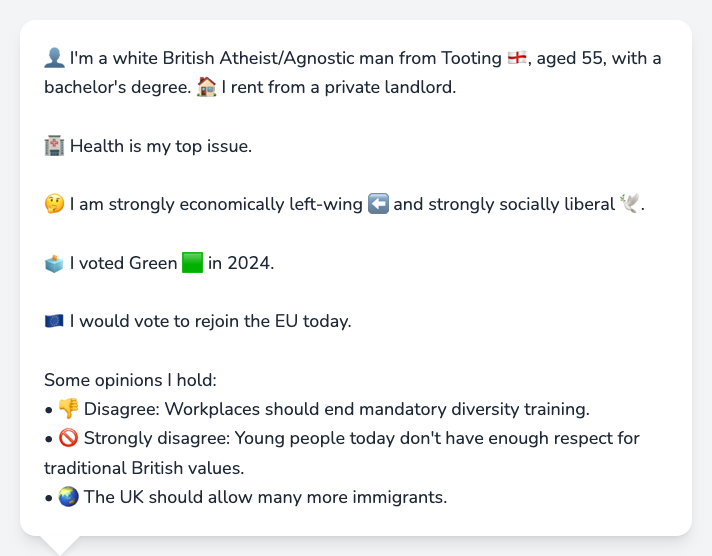 👤 I'm a white British Atheist/Agnostic man from Tooting 🏴󠁧󠁢󠁥󠁮󠁧󠁿, aged 55, with a
bachelor's degree. 🏠 I rent from a private landlord.
🏥 Health is my top issue.
🤔 I am strongly economically left-wing ⬅️ and strongly socially liberal 🕊️.
🗳️ I voted Green 🟩 in 2024.
🇪🇺 I would vote to rejoin the EU today.
Some opinions I hold:
• 👎 Disagree: Workplaces should end mandatory diversity training.
• 🚫 Strongly disagree: Young people today don't have enough respect for
traditional British values.
• 🌏 The UK should allow many more immigrants.